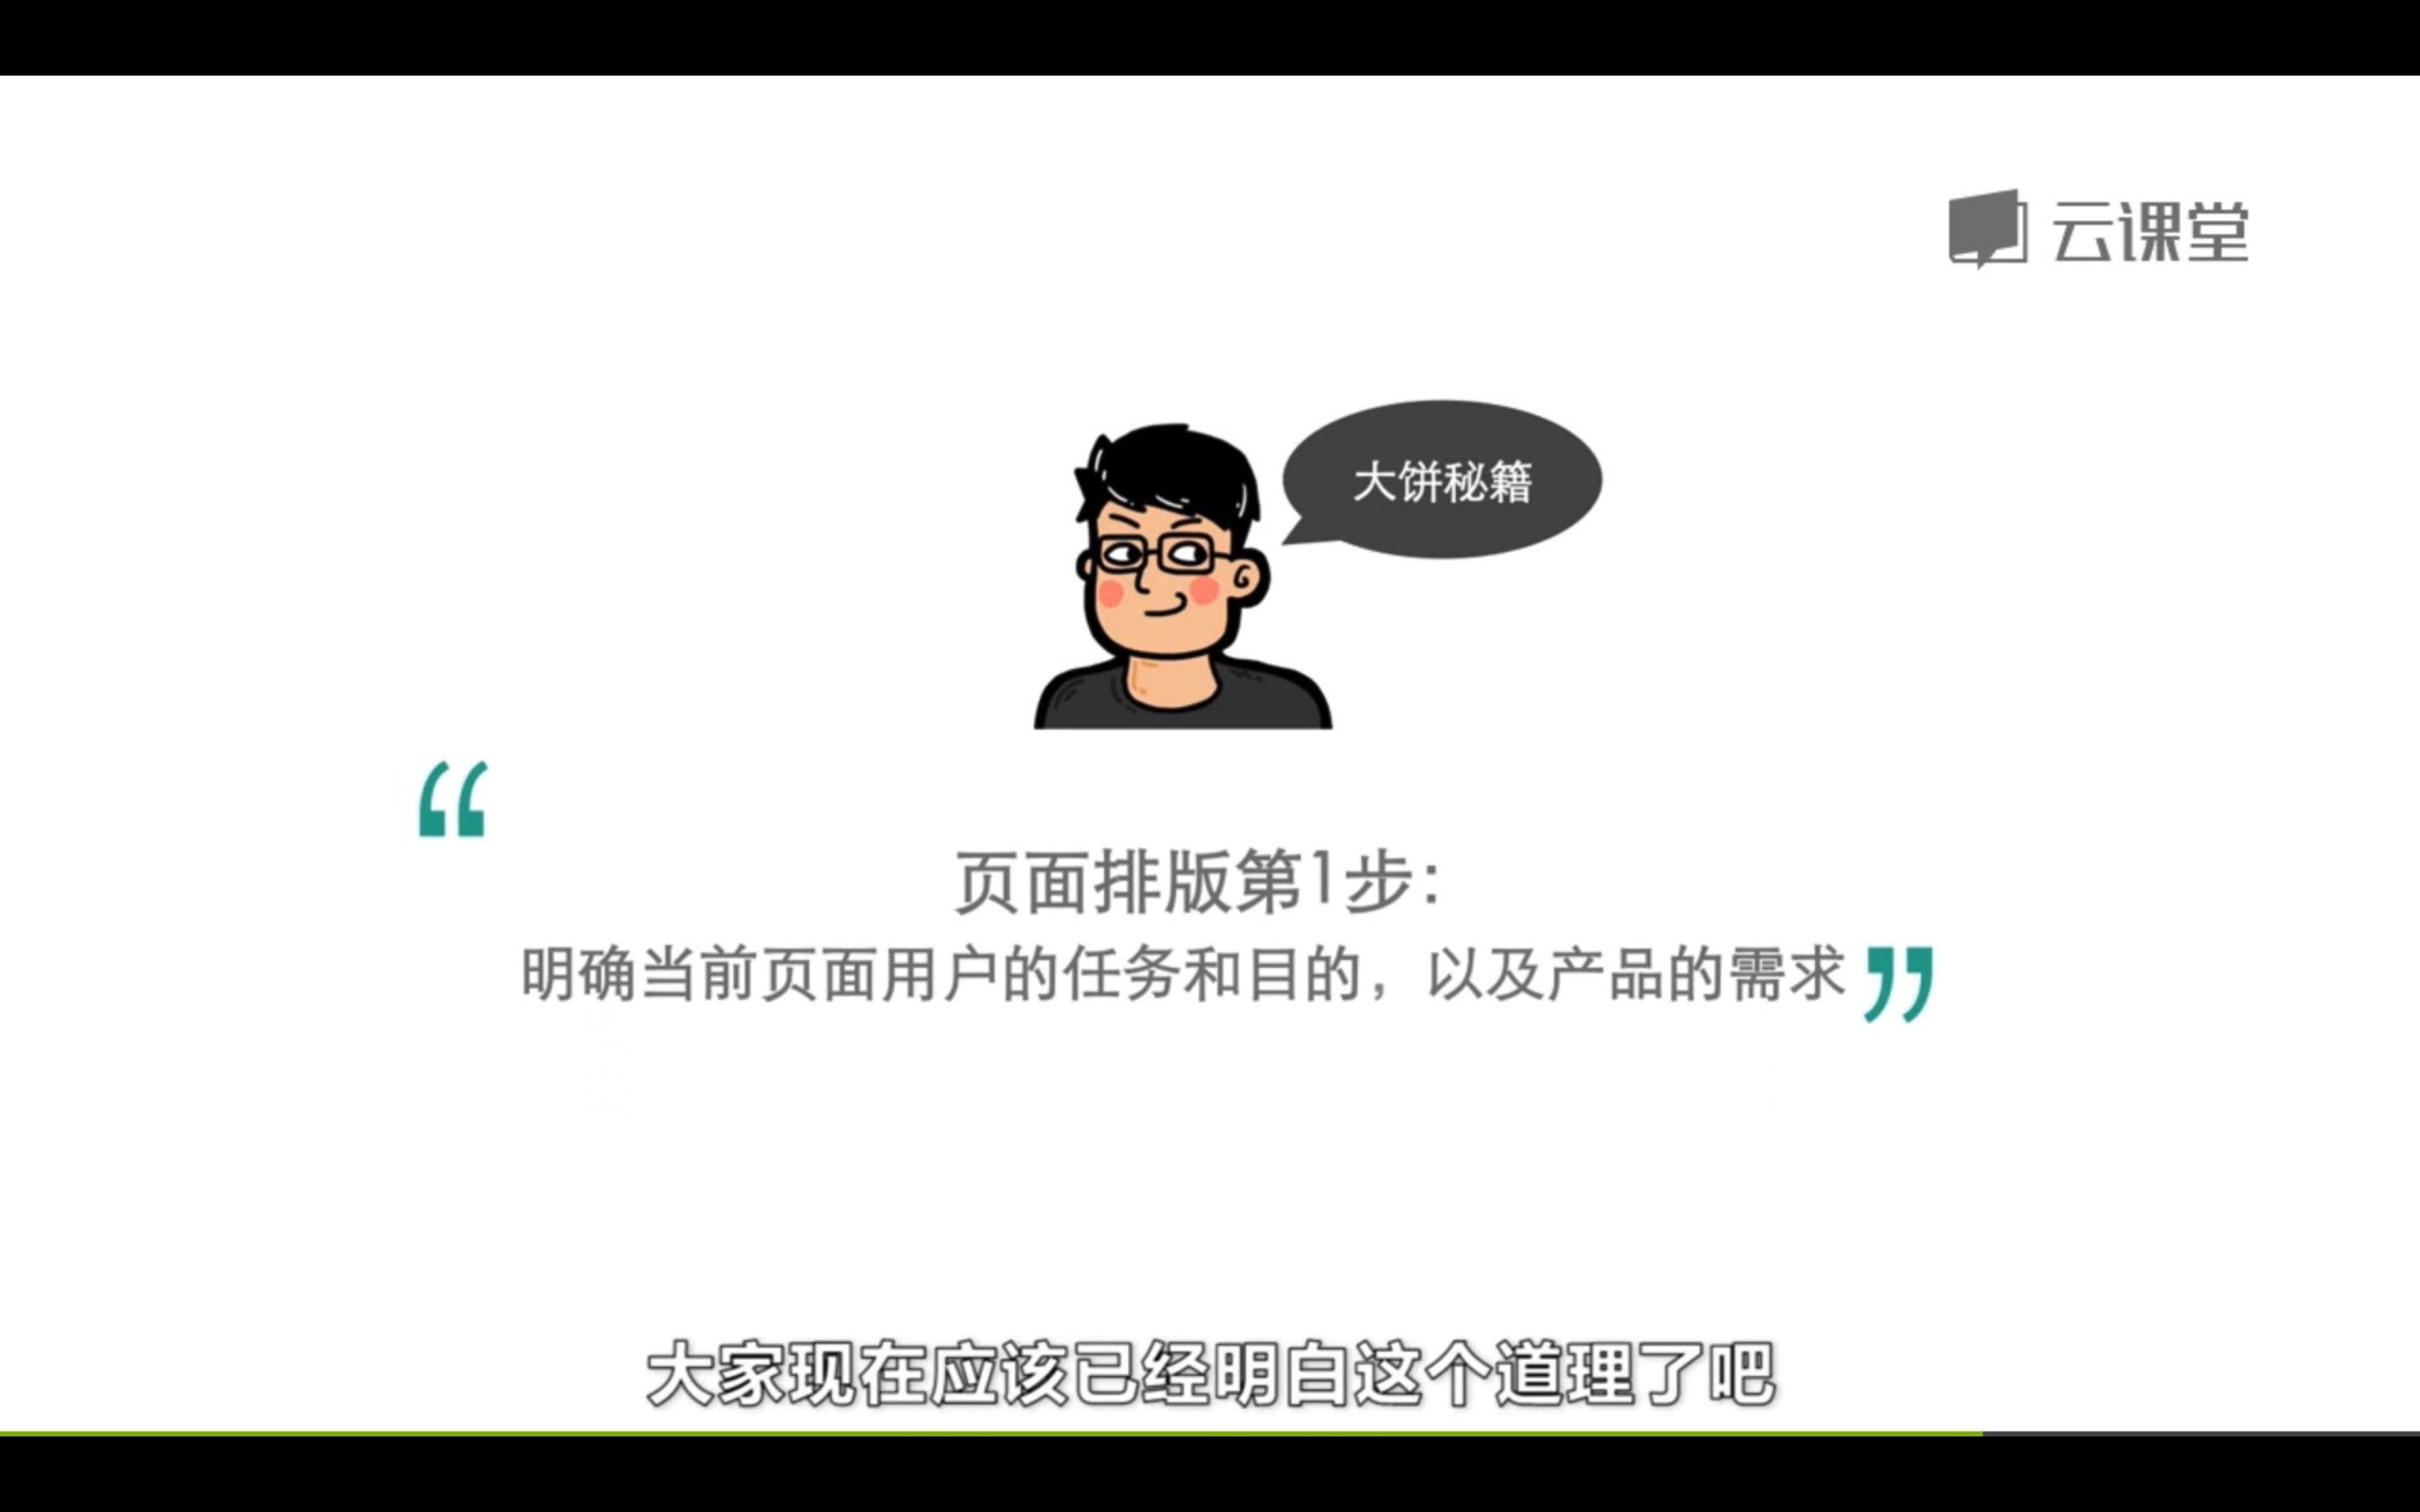 云课堂
大饼秘籍
“
页面排版第1步：
明确当前页面用户的任务和目的，以及产品的需求”
大家现在应该已经明白这个道理了吧